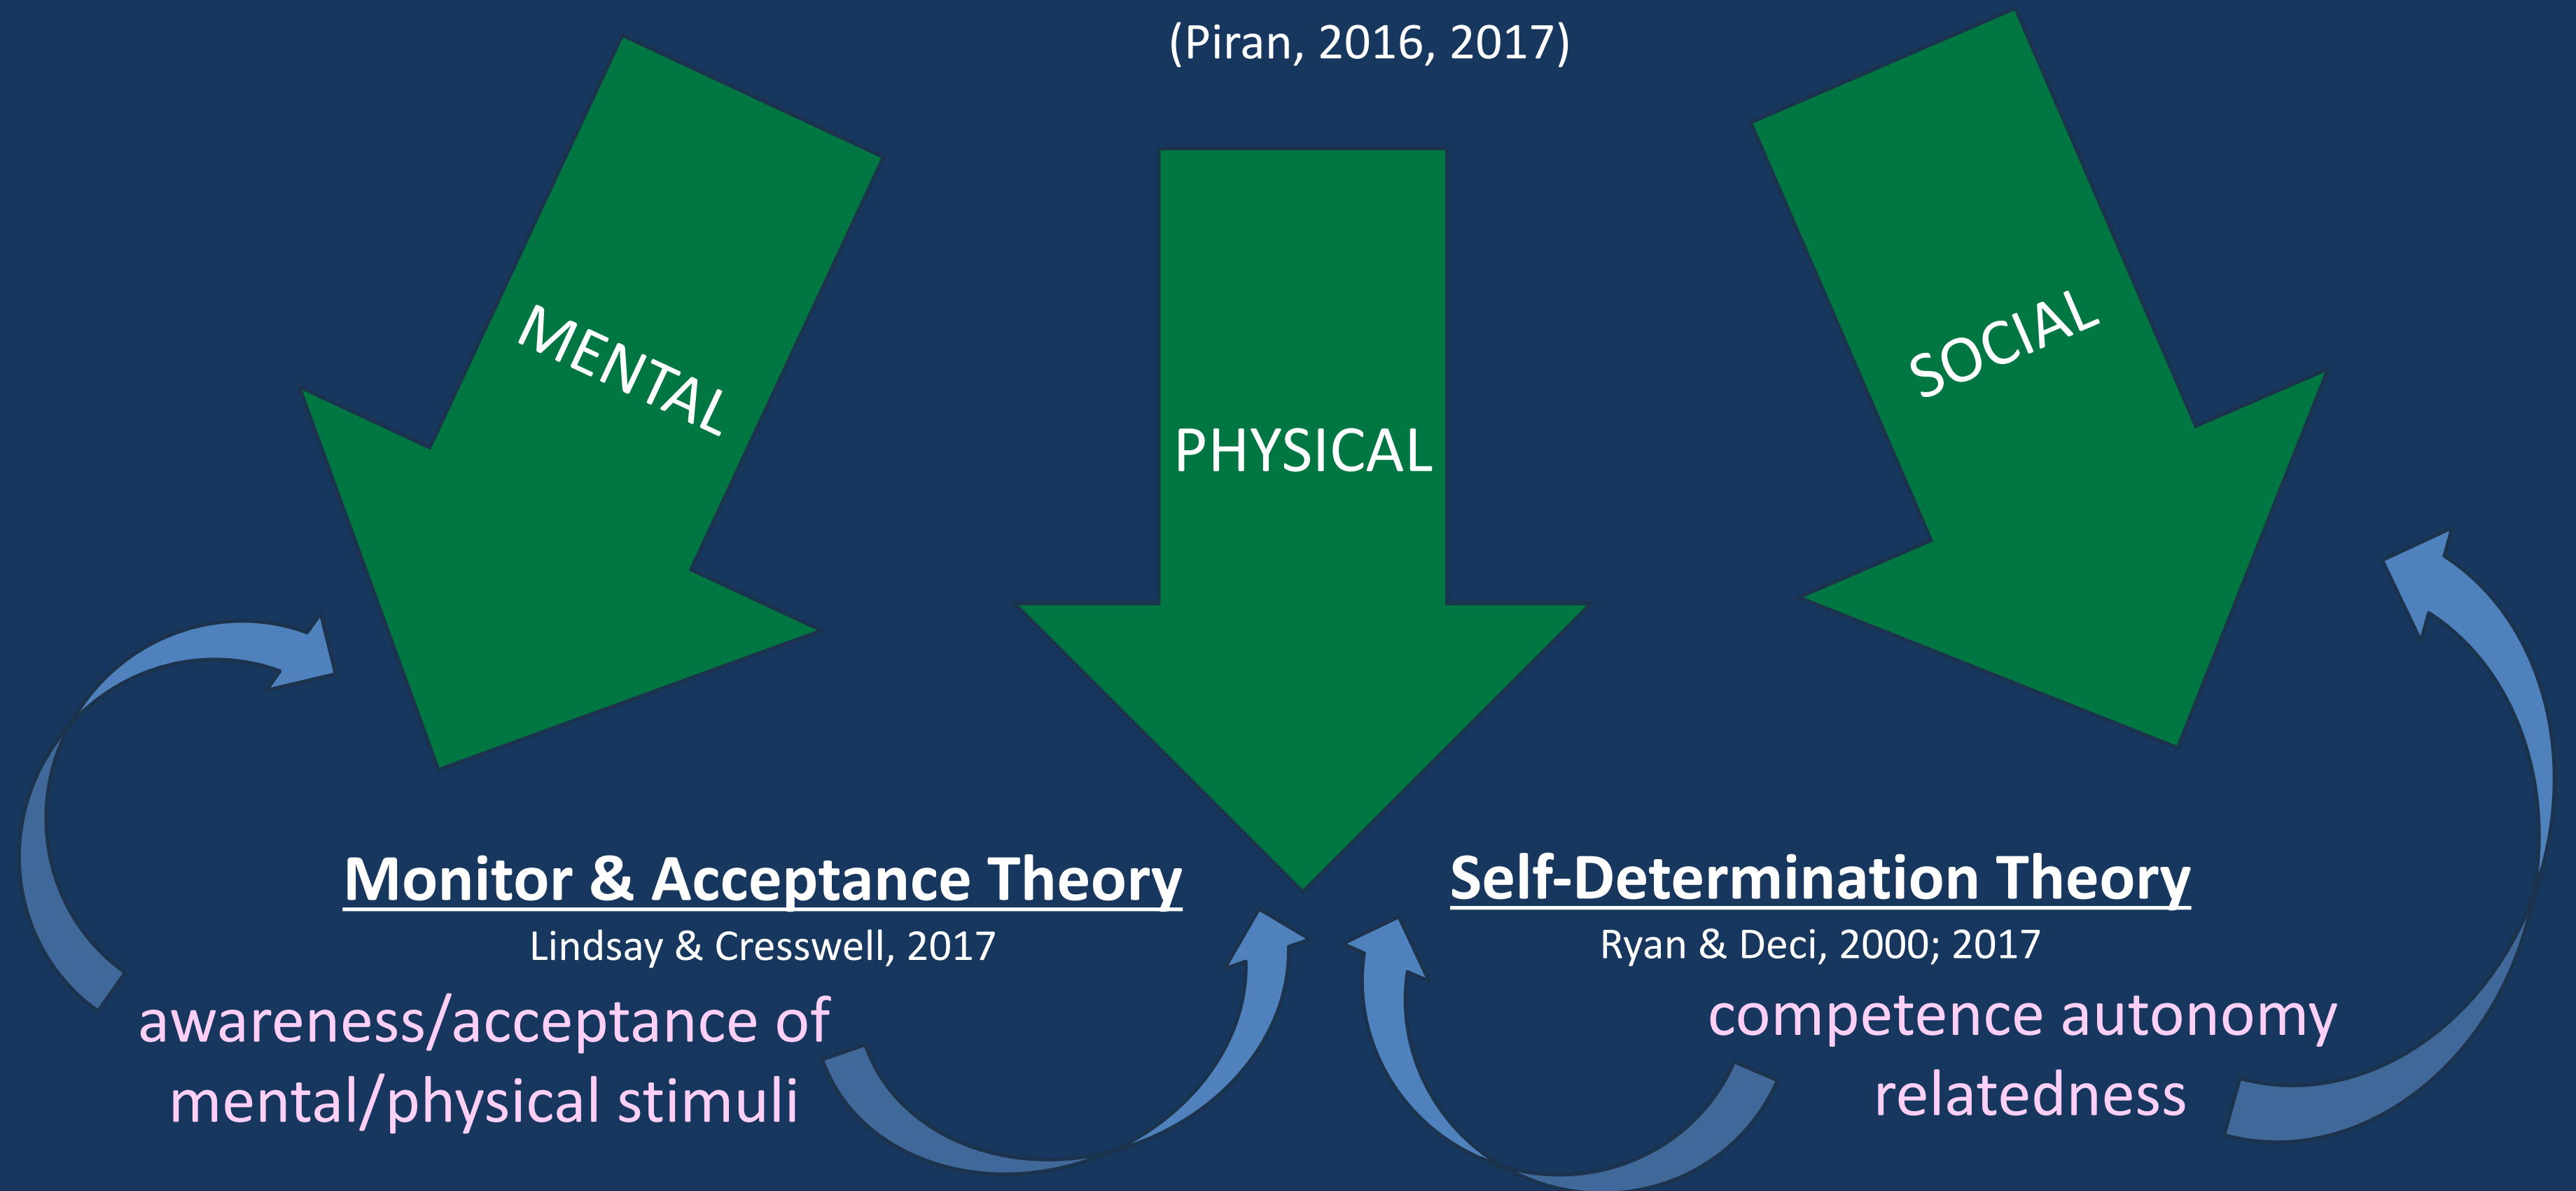 (Piran, 2016, 2017)
MENTAL
PHYSICAL
SOCIAL
Monitor & Acceptance Theory
Lindsay & Cresswell, 2017
awareness/acceptance of
mental/physical stimuli
Self-Determination Theory
Ryan & Deci, 2000; 2017
competence autonomy
relatedness